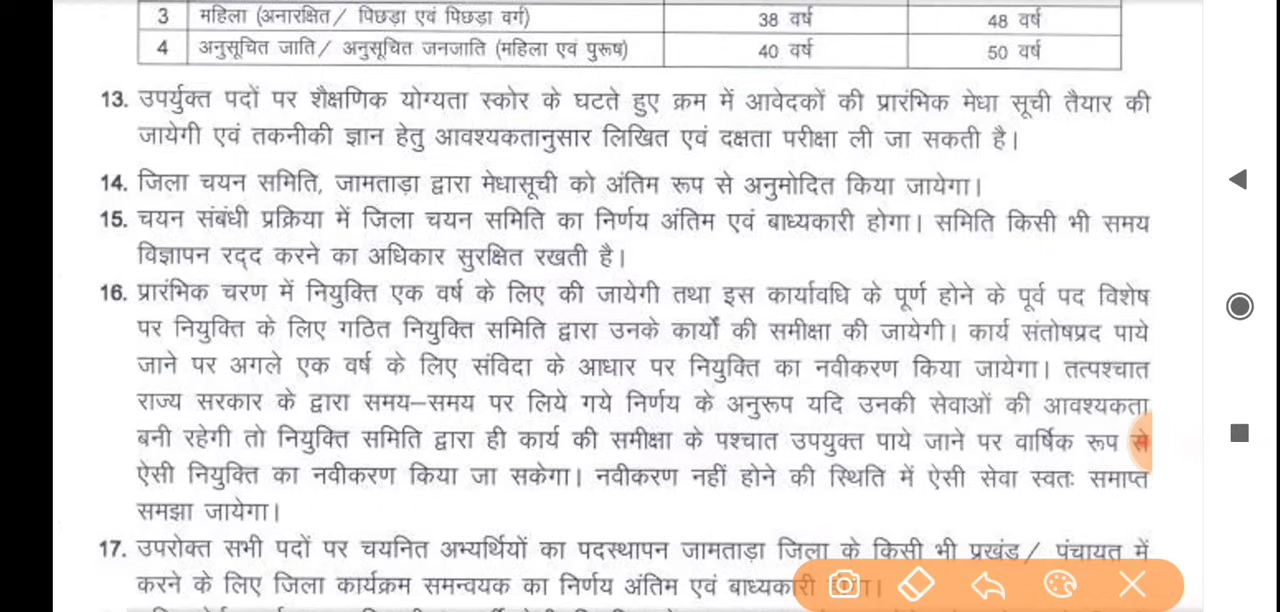 3 महिला (अनारक्षित/ पिछड़ा एवं पिछड़ा वर्ग) 38 वर्ष 48 वर्ष
4 अनुसूचित जाति/ अनुसूचित जनजाति (महिला एवं पुरूष) 40 वर्ष 50 वर्ष
13. उपर्युक्त पदों पर शैक्षणिक योग्यता स्कोर के घटते हुए क्रम में आवेदकों की प्रारंभिक मेधा सूची तैयार की
जायेगी एवं तकनीकी ज्ञान हेतु आवश्यकतानुसार लिखित एवं दक्षता परीक्षा ली जा सकती है।
14. जिला चयन समिति, जामताड़ा द्वारा मेधासूची को अंतिम रूप से अनुमोदित किया जायेगा।
15. चयन संबंधी प्रक्रिया में जिला चयन समिति का निर्णय अंतिम एवं बाध्यकारी होगा। समिति किसी भी समय
विज्ञापन रद्द करने का अधिकार सुरक्षित रखती है।
16. प्रारंभिक चरण में नियुक्ति एक वर्ष के लिए की जायेगी तथा इस कार्यावधि के पूर्ण होने के पूर्व पद विशेष
पर नियुक्ति के लिए गठित नियुक्ति समिति द्वारा उनके कार्यों की समीक्षा की जायेगी। कार्य संतोषप्रद पाये
जाने पर अगले एक वर्ष के लिए संविदा के आधार पर नियुक्ति का नवीकरण किया जायेगा। तत्पश्चात
राज्य सरकार के द्वारा समय–समय पर लिये गये निर्णय के अनुरूप यदि उनकी सेवाओं की आवश्यकता
बनी रहेगी तो नियुक्ति समिति द्वारा ही कार्य की समीक्षा के पश्चात उपयुक्त पाये जाने पर वार्षिक रूप से
ऐसी नियुक्ति का नवीकरण किया जा सकेगा। नवीकरण नहीं होने की स्थिति में ऐसी सेवा स्वतः समाप्त
समझा जायेगा।
17. उपरोक्त सभी पदों पर चयनित अभ्यर्थियों का पदस्थापन जामताड़ा जिला के किसी भी प्रखंड/ पंचायत में
करने के लिए जिला कार्यक्रम समन्वयक का निर्णय अंतिम एवं बाध्यकारी होगा।